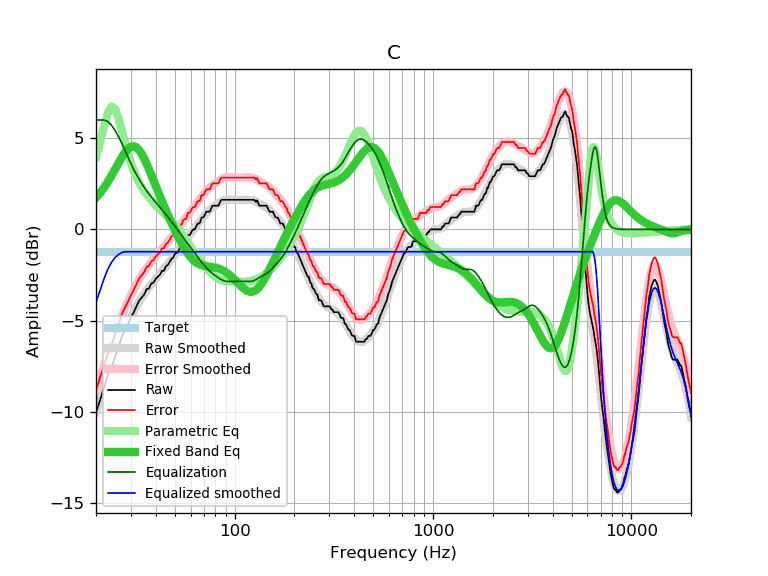 C
Amplitude (dBr)
5
0
−5
−10
−15
Target
Raw Smoothed
Error Smoothed
Raw
Error
Parametric Eq
Fixed Band Eq
Equalization
Equalized smoothed
100
1000
10000
Frequency (Hz)